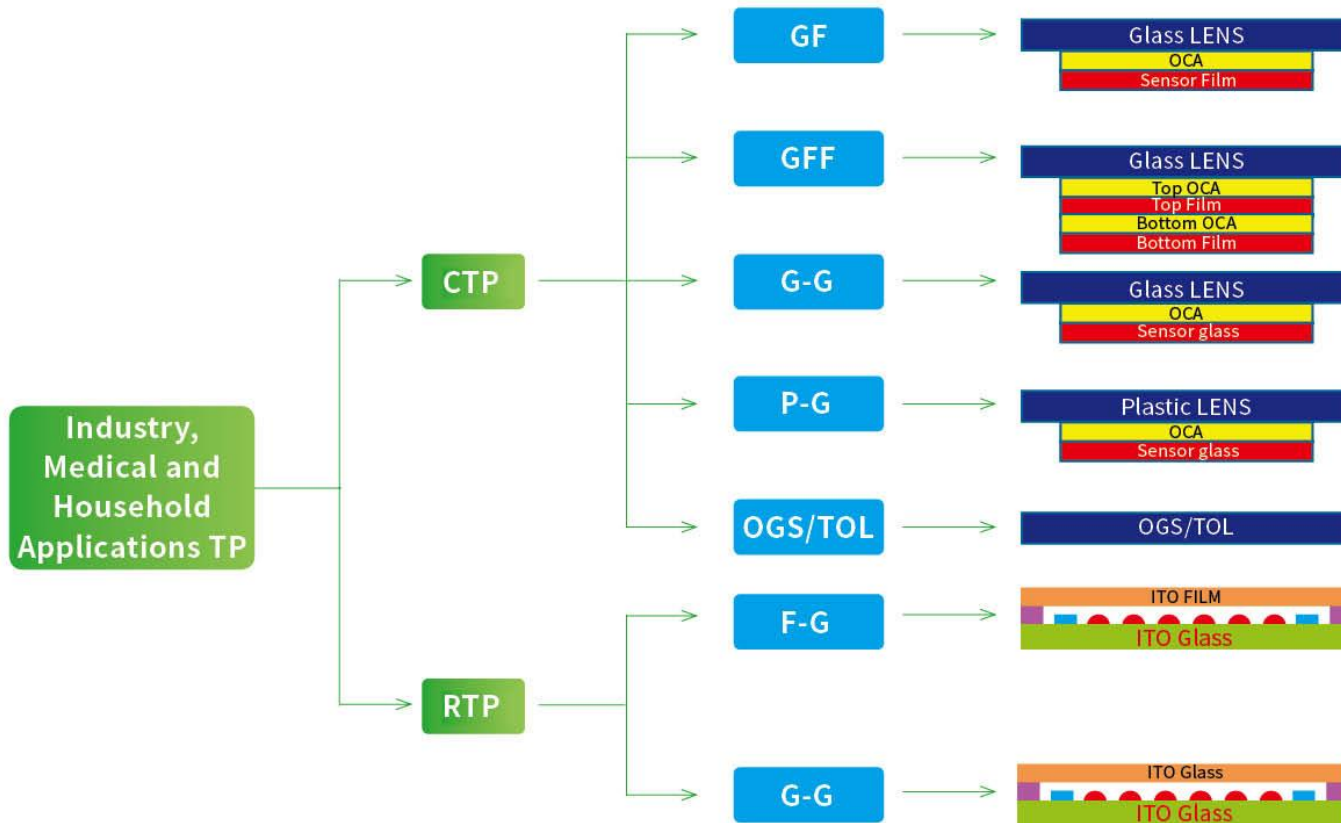 Industry,
Medical and
Household
Applications TP
CTP
GF
Glass LENS
OCA
Sensor Film
GFF
Glass LENS
Top OCA
Top Film
Bottom OCA
Bottom Film
G-G
Glass LENS
OCA
Sensor glass
P-G
Plastic LENS
OCA
Sensor glass
OGS/TOL
OGS/TOL
RTP
F-G
ITO FILM
ITO Glass
G-G
ITO Glass
ITO Glass